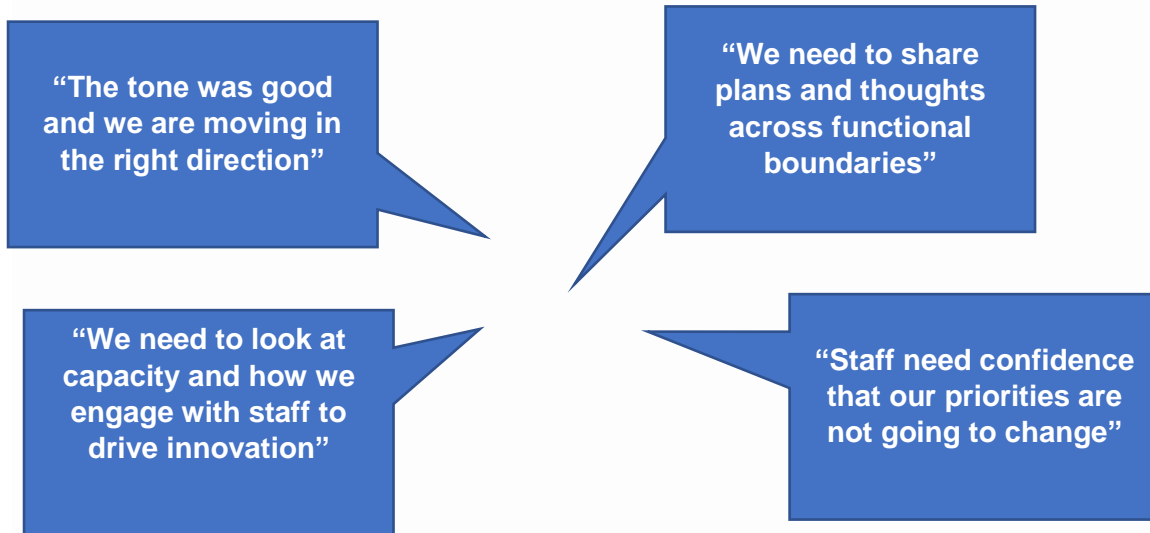 “The tone was good
and we are moving in
the right direction”
“We need to share
plans and thoughts
across functional
boundaries”
“We need to look at
capacity and how we
engage with staff to
drive innovation”
“Staff need confidence
that our priorities are
not going to change”